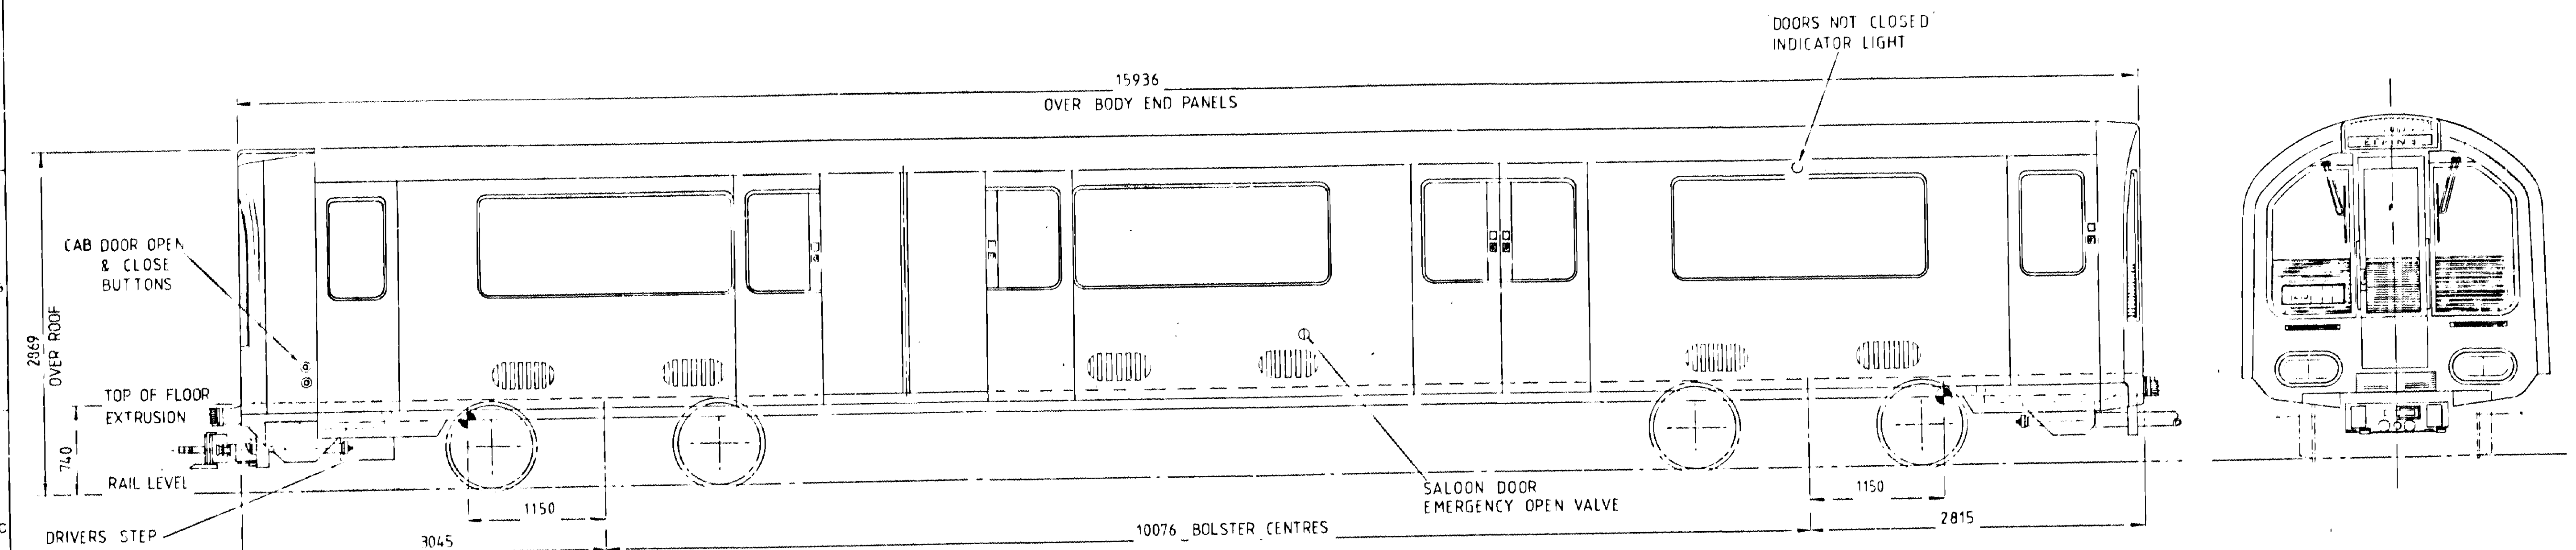 DOORS NOT CLOSED
INDICATOR LIGHT
15936
OVER BODY END PANELS
CAB DOOR OPEN
& CLOSE
BUTTONS
2869
OVER ROOF
TOP OF FLOOR
EXTRUSION
740
RAIL LEVEL
DRIVERS STEP
1150
3045
10076 BOLSTER CENTRES
SALOON DOOR
EMERGENCY OPEN VALVE
1150
2815
C